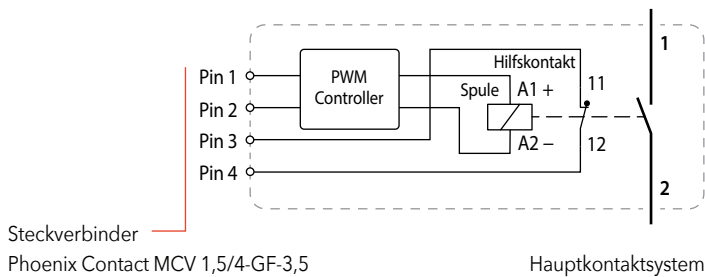 1
Hilfskontakt
Pin 1
PWM
Controller
Spule
A1 +
11
Pin 2
Pin 3
A2 –
12
Pin 4
2
Steckverbinder
Phoenix Contact MCV 1,5/4-GF-3,5
Hauptkontaktsystem